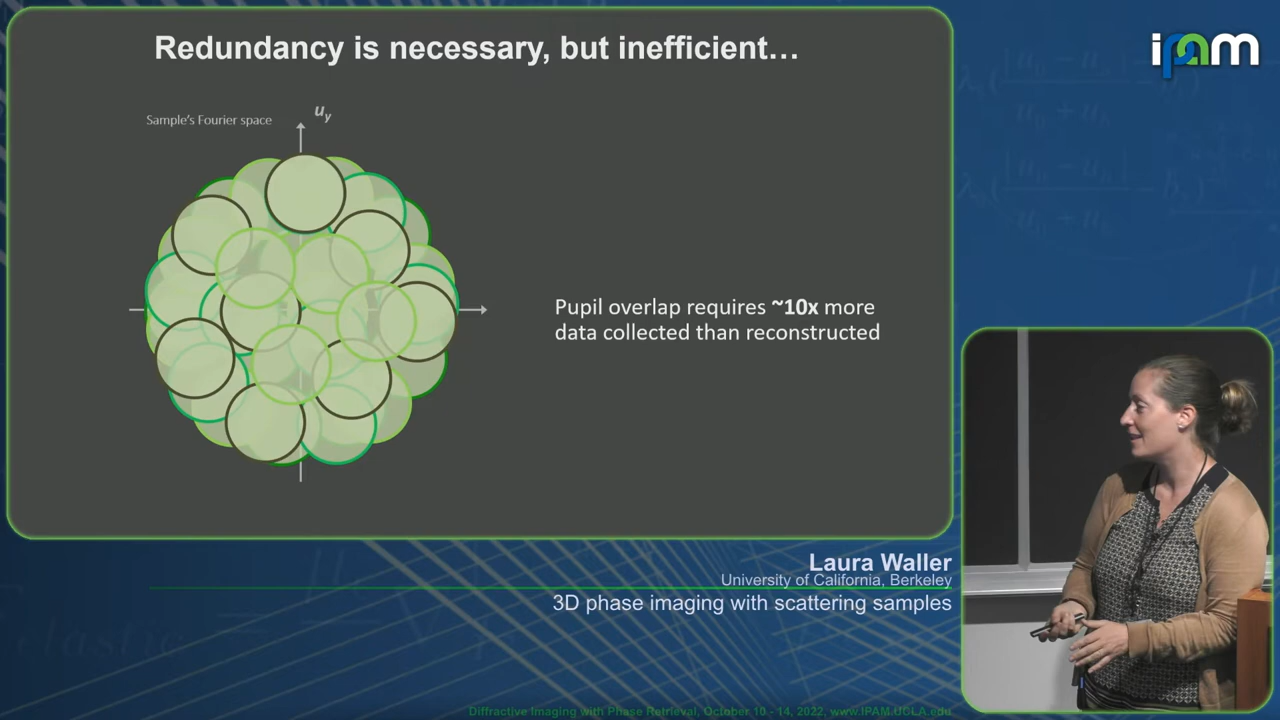 Redundancy is necessary, but inefficient…
ipam
Sample's Fourier space
u_y
Pupil overlap requires ~10x more
data collected than reconstructed
Laura Waller
University of California, Berkeley
3D phase imaging with scattering samples
Diffractive Imaging with Phase Retrieval, October 10 - 14, 2022, www.IPAM.UCLA.edu